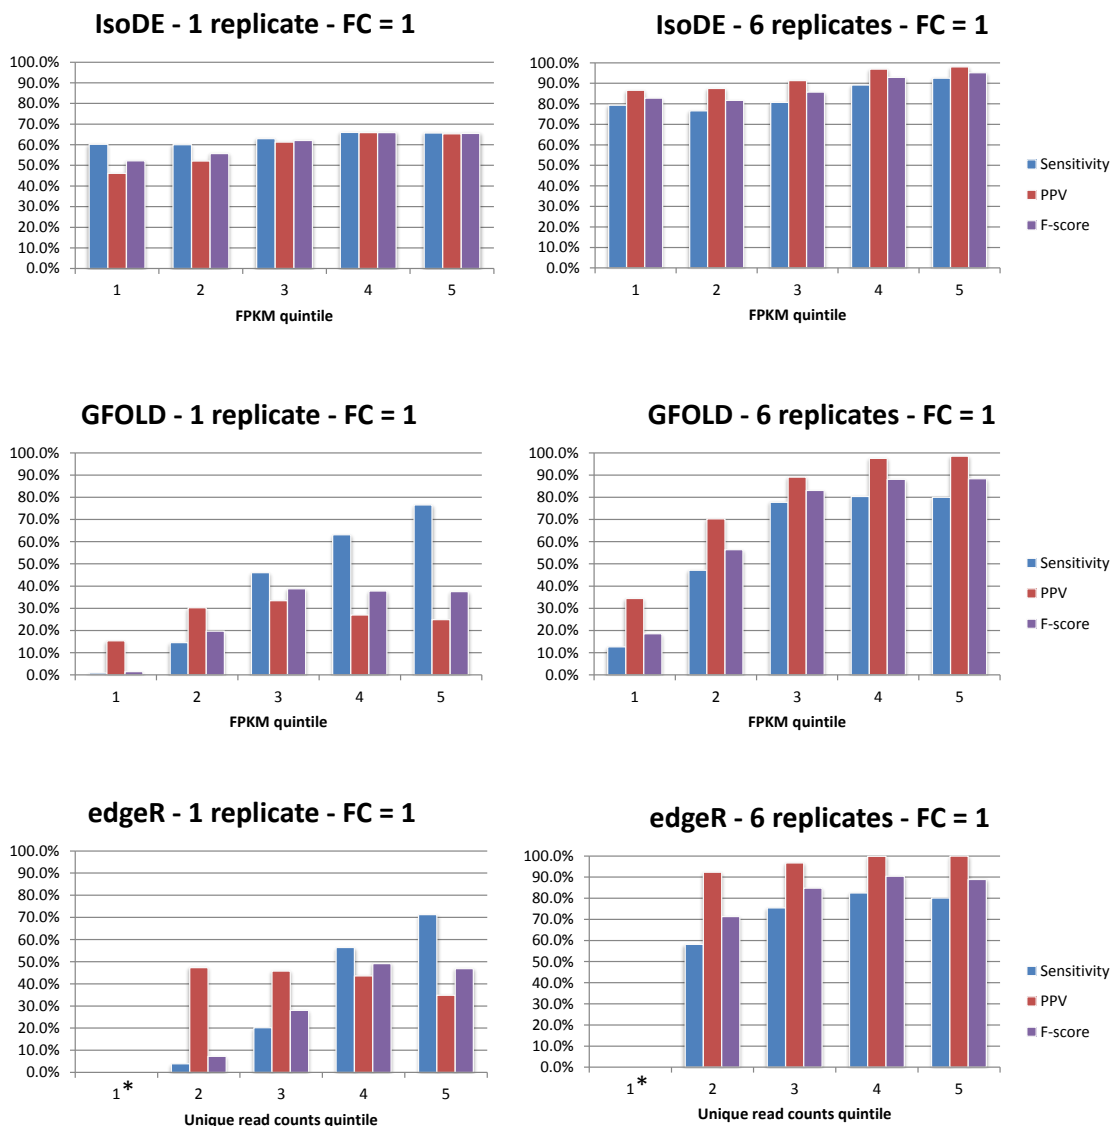 IsoDE - 1 replicate - FC = 1
100.0%
90.0%
80.0%
70.0%
60.0%
50.0%
40.0%
30.0%
20.0%
10.0%
0.0%
1 2 3 4 5
FPKM quintile
IsoDE - 6 replicates - FC = 1
100.0%
90.0%
80.0%
70.0%
60.0%
50.0%
40.0%
30.0%
20.0%
10.0%
0.0%
1 2 3 4 5
FPKM quintile
Sensitivity
PPV
F-score
GFOLD - 1 replicate - FC = 1
100.0%
90.0%
80.0%
70.0%
60.0%
50.0%
40.0%
30.0%
20.0%
10.0%
0.0%
1 2 3 4 5
FPKM quintile
GFOLD - 6 replicates - FC = 1
100.0%
90.0%
80.0%
70.0%
60.0%
50.0%
40.0%
30.0%
20.0%
10.0%
0.0%
1 2 3 4 5
FPKM quintile
Sensitivity
PPV
F-score
edgeR - 1 replicate - FC = 1
100.0%
90.0%
80.0%
70.0%
60.0%
50.0%
40.0%
30.0%
20.0%
10.0%
0.0%
1* 2 3 4 5
Unique read counts quintile
edgeR - 6 replicates - FC = 1
100.0%
90.0%
80.0%
70.0%
60.0%
50.0%
40.0%
30.0%
20.0%
10.0%
0.0%
1* 2 3 4 5
Unique read counts quintile
Sensitivity
PPV
F-score